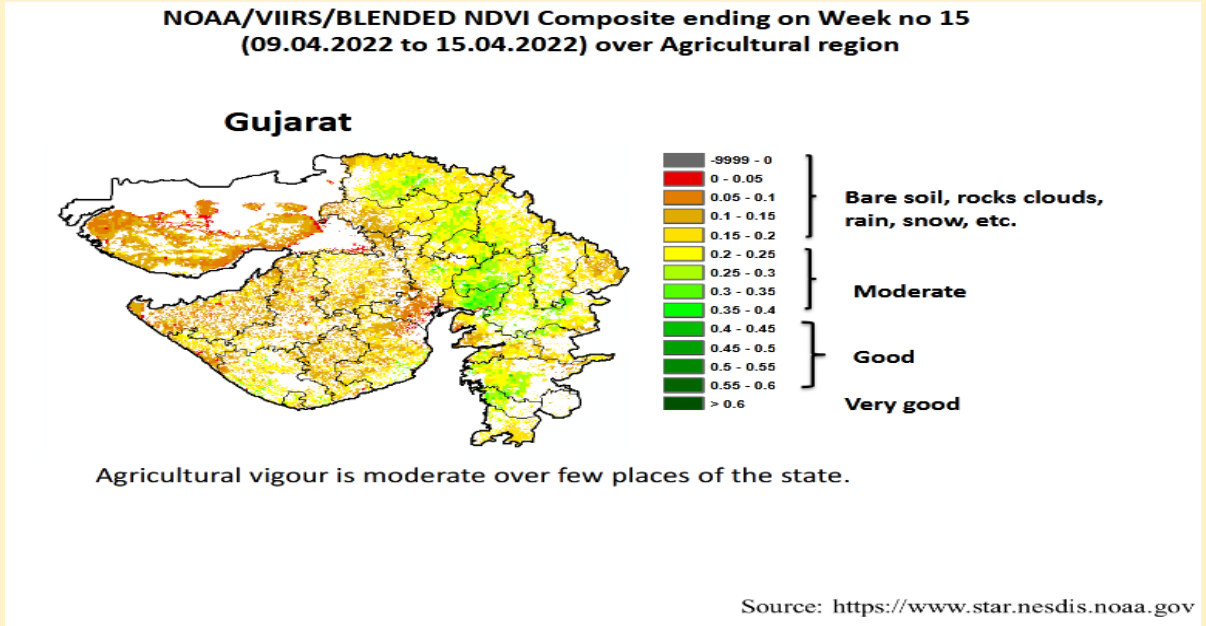 NOAA/VIIRS/BLENDED NDVI Composite ending on Week no 15
(09.04.2022 to 15.04.2022) over Agricultural region
Gujarat
-9999 - 0
0 - 0.05
0.05 - 0.1
0.1 - 0.15
0.15 - 0.2
0.2 - 0.25
0.25 - 0.3
0.3 - 0.35
0.35 - 0.4
0.4 - 0.45
0.45 - 0.5
0.5 - 0.55
0.55 - 0.6
> 0.6
Bare soil, rocks clouds,
rain, snow, etc.
Moderate
Good
Very good
Agricultural vigour is moderate over few places of the state.
Source: https://www.star.nesdis.noaa.gov